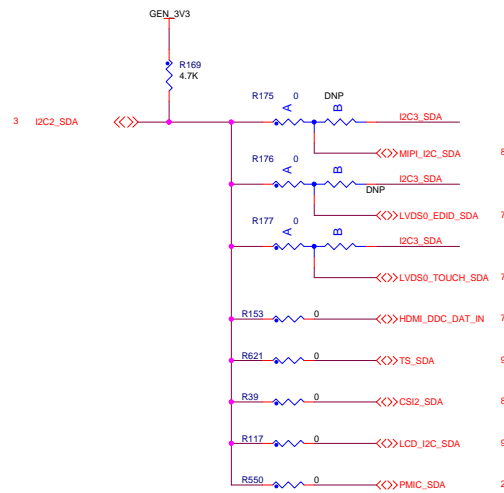 GEN_3V3
R169
4.7K
3 I2C2_SDA
R175 0 DNP
A B I2C3_SDA
MIPI_I2C_SDA 8
R176 0
A B I2C3_SDA
DNP
LVDS0_EDID_SDA 7
R177 0
A B I2C3_SDA
LVDS0_TOUCH_SDA 7
R153 0 HDMI_DDC_DAT_IN 7
R621 0 TS_SDA 9
R39 0 CSI2_SDA 8
R117 0 LCD_I2C_SDA 9
R550 0 PMIC_SDA 2